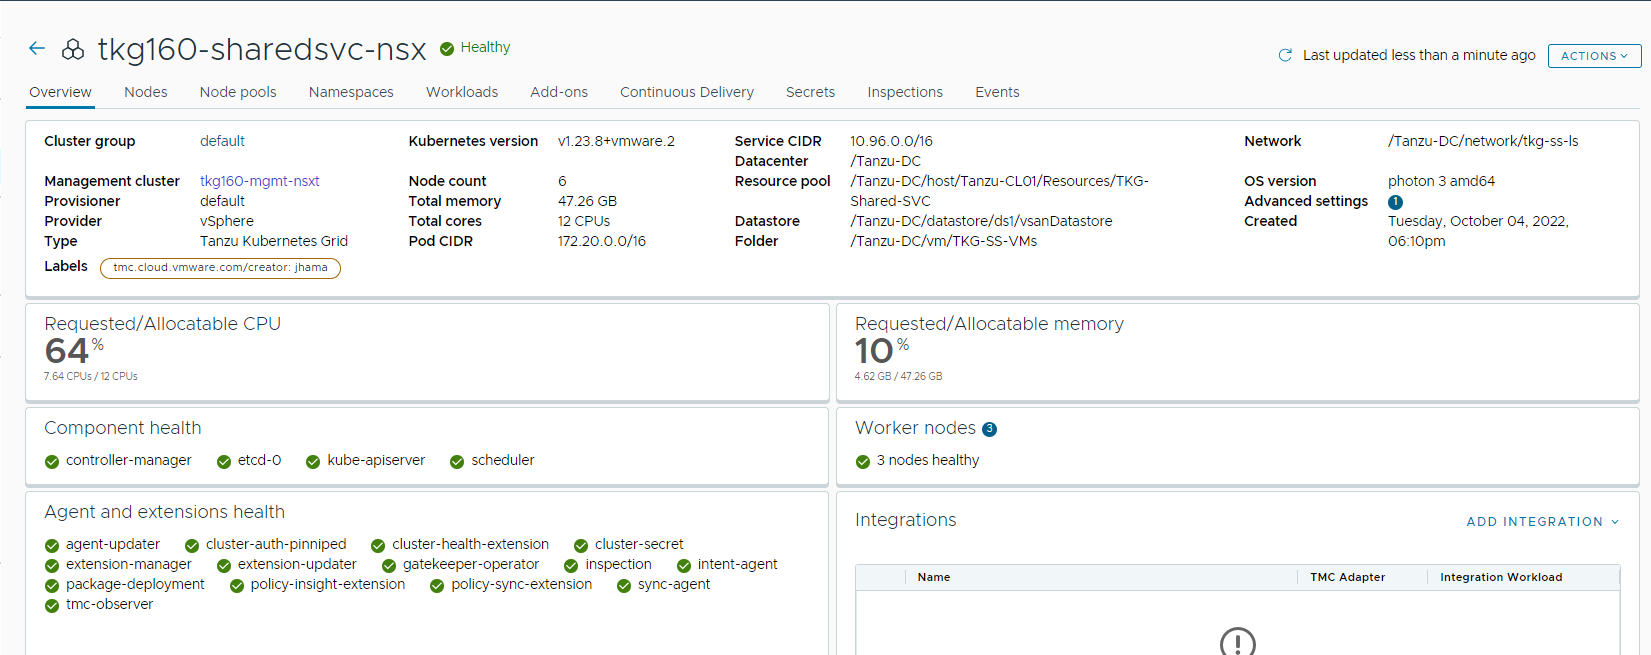 tkg160-sharedsvc-nsx Healthy
Last updated less than a minute ago ACTIONS
Overview Nodes Node pools Namespaces Workloads Add-ons Continuous Delivery Secrets Inspections Events
Cluster group default
Management cluster tkg160-mgmt-nsxt
Provisioner default
Provider vSphere
Type Tanzu Kubernetes Grid
Labels tmc.cloud.vmware.com/creator: jhama
Kubernetes version v1.23.8+vmware.2
Node count 6
Total memory 47.26 GB
Total cores 12 CPUs
Pod CIDR 172.20.0.0/16
Service CIDR 10.96.0.0/16
Datacenter /Tanzu-DC
Resource pool /Tanzu-DC/host/Tanzu-CL01/Resources/TKG-
Shared-SVC
Datastore /Tanzu-DC/datastore/ds1/vsanDatastore
Folder /Tanzu-DC/vm/TKG-SS-VMs
Network /Tanzu-DC/network/tkg-ss-ls
OS version photon 3 amd64
Advanced settings 1
Created Tuesday, October 04, 2022,
06:10pm
Requested/Allocatable CPU
64%
7.64 CPUs / 12 CPUs
Requested/Allocatable memory
10%
4.62 GB / 47.26 GB
Component health
controller-manager etcd-0 kube-apiserver scheduler
Worker nodes 3
3 nodes healthy
Agent and extensions health
agent-updater cluster-auth-pinniped cluster-health-extension cluster-secret
extension-manager extension-updater gatekeeper-operator inspection intent-agent
package-deployment policy-insight-extension policy-sync-extension sync-agent
tmc-observer
Integrations
ADD INTEGRATION
Name TMC Adapter Integration Workload